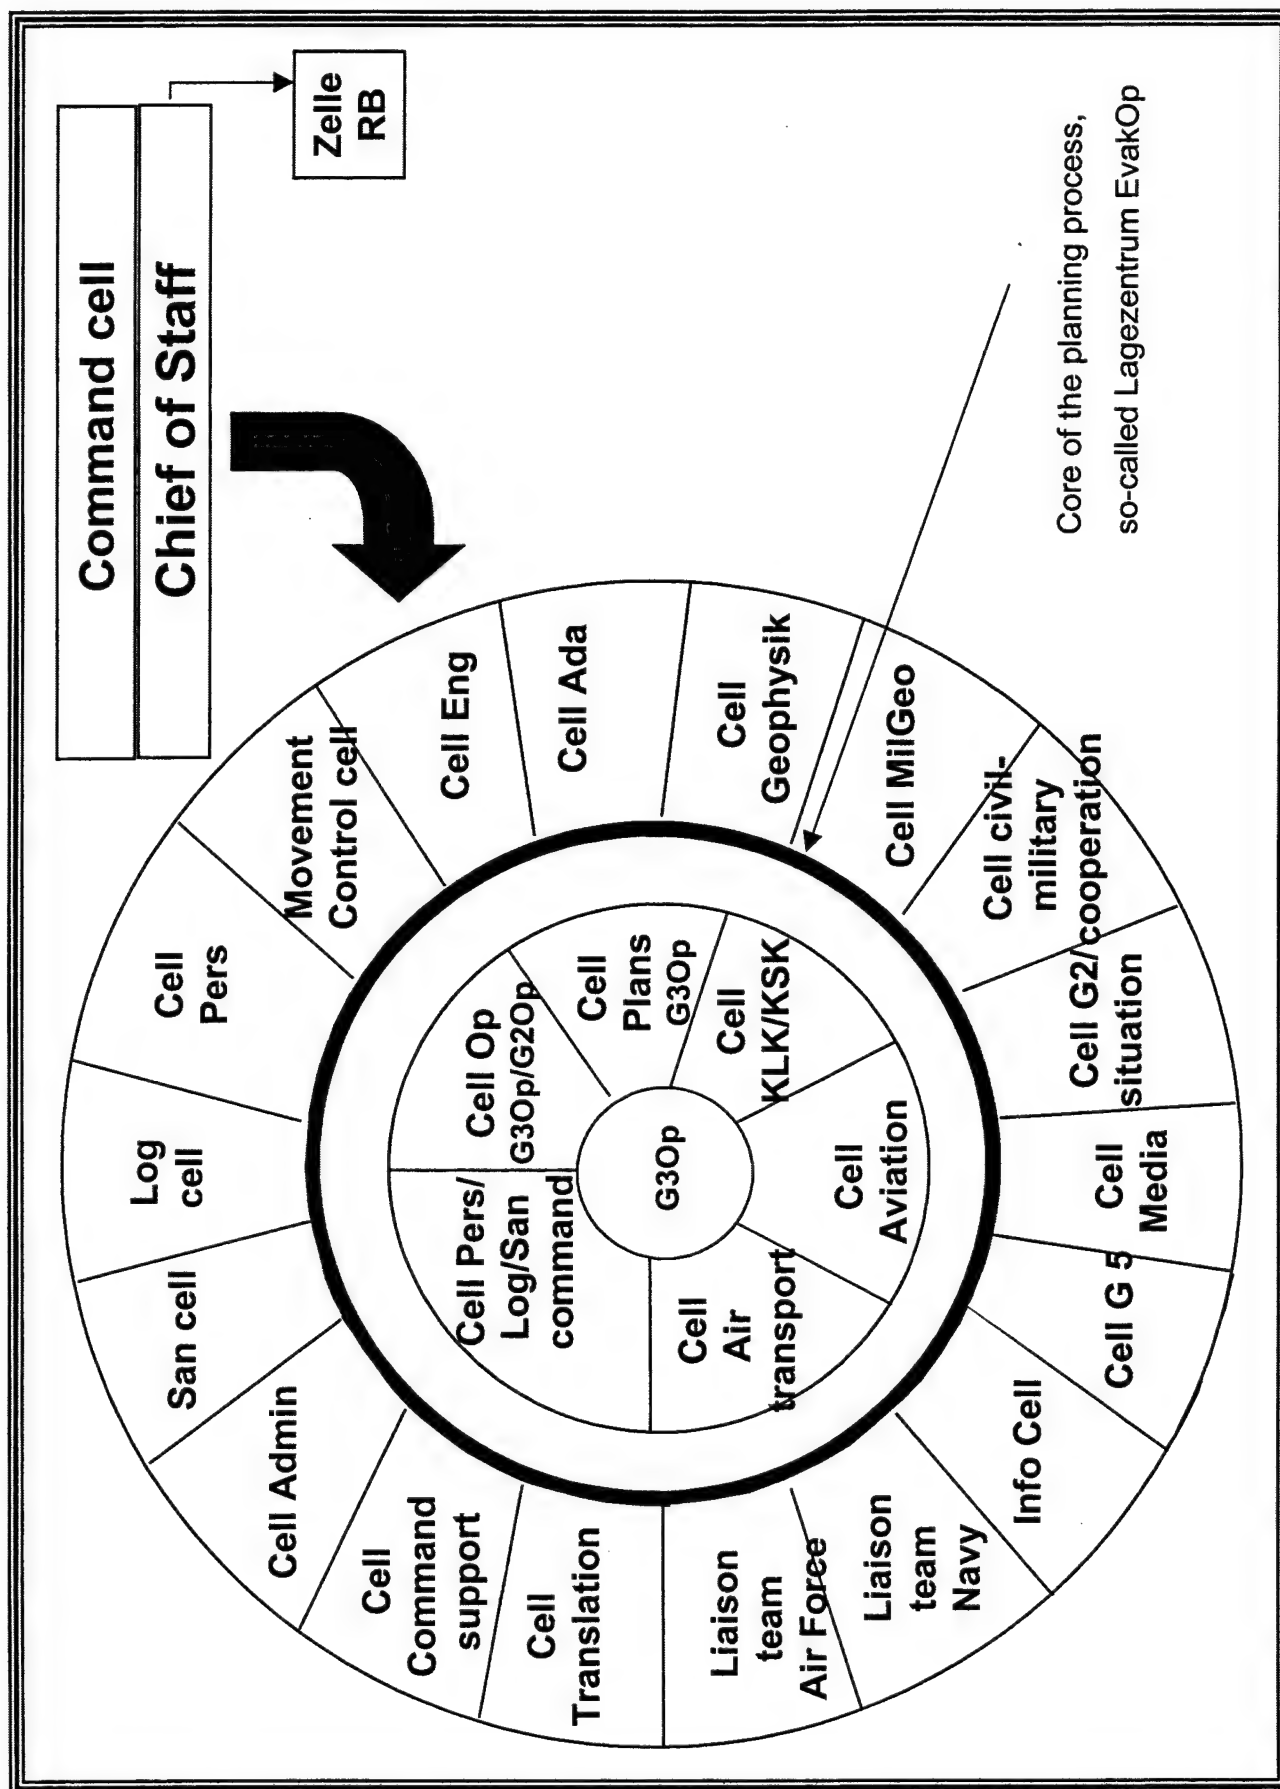 Command cell
Chief of Staff
Zelle
RB
Core of the planning process,
so-called Lagezentrum EvakOp
Log
cell
Cell
Pers
Movement
Control cell
Cell Eng
Cell Ada
Cell
Geophysik
Cell MilGeo
Cell civil-
military
cooperation
Cell G2/
situation
Cell
Media
Cell G 5
Info Cell
Liaison
team
Navy
Liaison
team
Air Force
Cell
Translation
Cell
Command
support
Cell Admin
San cell
Cell Pers/
Log/San
command
Cell Op
G3Op/G2Op
Cell
Plans
G3Op
Cell
KLK/KSK
Cell
Aviation
Cell
Air
transport
G3Op